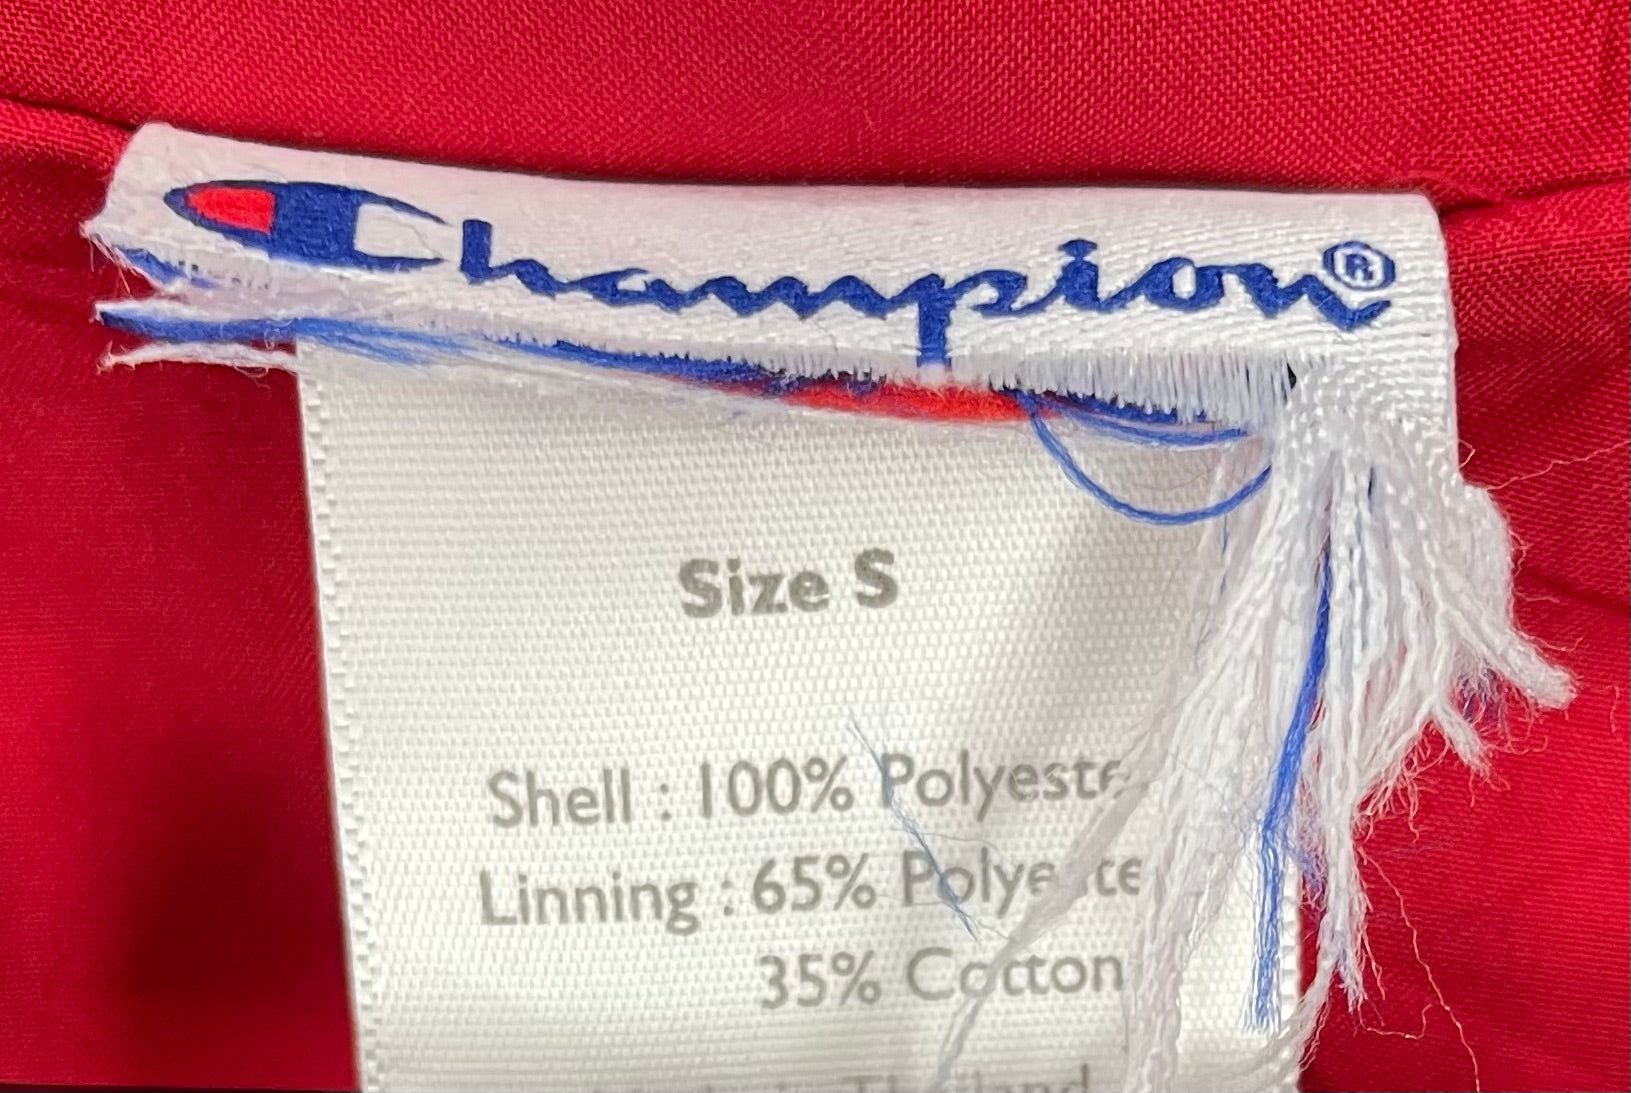 Champion®
Size S
Shell : 100% Polyeste
Linning : 65% Polyeste
35% Cotton